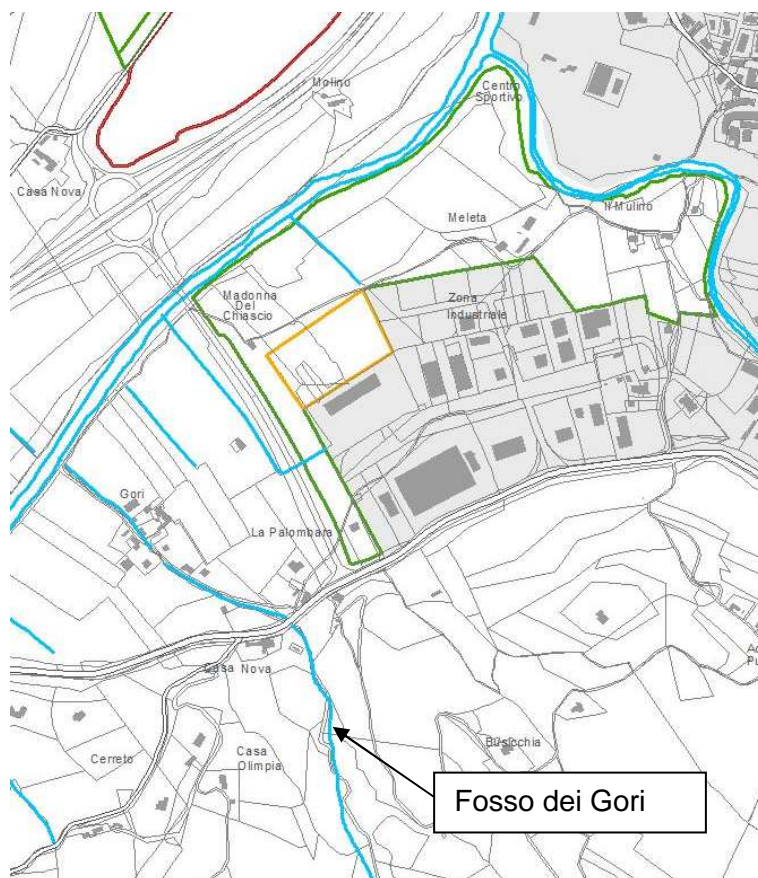 Molino
Centro
Sportivo
Casa Nova
Meleta
Il Mulino
Madonna
Del
Chiascio
Zona
Industriale
Gori
La Palombara
Casa Nova
Cerreto
Casa
Olimpia
Busicchia
Fosso dei Gori